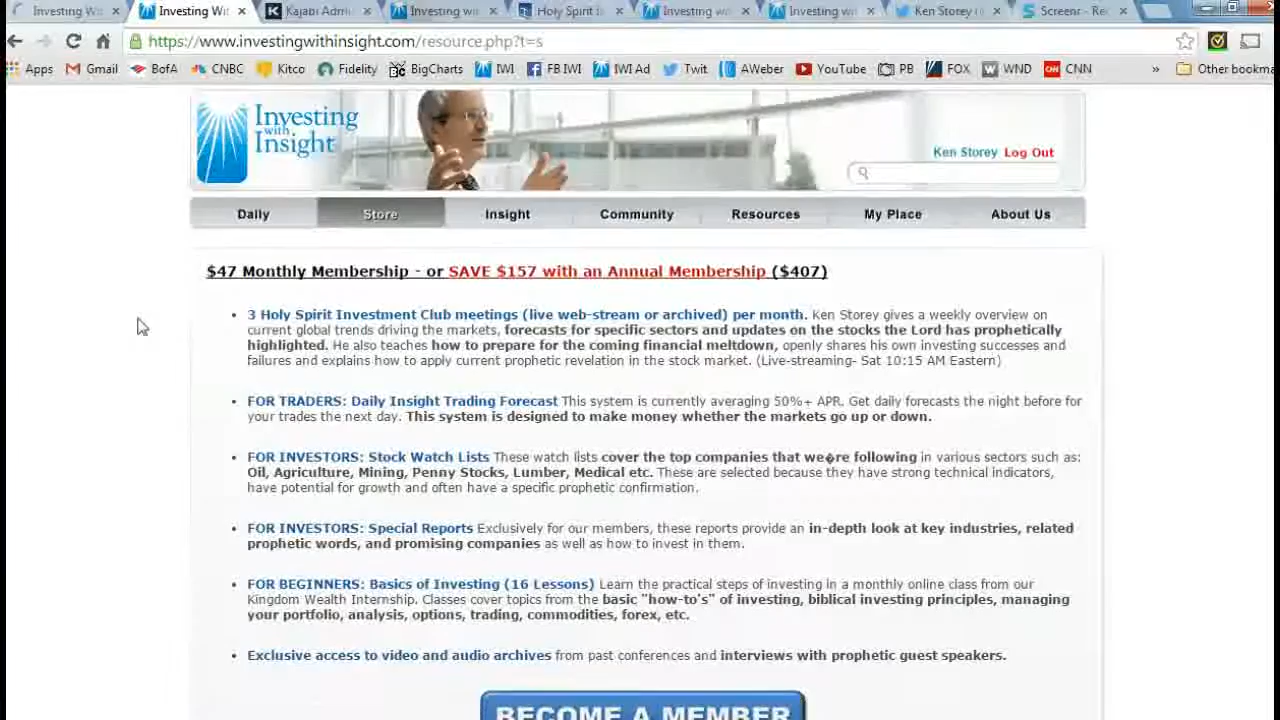 Investing Wit
Investing Wit
Kajabi Admi
Investing with
Holy Spirit In
Investing wit
Investing with
Ken Storey (
Screenr - Rec
https://www.investingwithinsight.com/resource.php?t=s
Apps
Gmail
BofA
CNBC
Kitco
Fidelity
BigCharts
IWI
FB IWI
IWI Ad
Twit
AWeber
YouTube
PB
FOX
WND
CNN
»
Other bookma
Investing
with
Insight
Ken Storey Log Out
Daily
Store
Insight
Community
Resources
My Place
About Us
$47 Monthly Membership - or SAVE $157 with an Annual Membership ($407)
• 3 Holy Spirit Investment Club meetings (live web-stream or archived) per month. Ken Storey gives a weekly overview on
current global trends driving the markets, forecasts for specific sectors and updates on the stocks the Lord has prophetically
highlighted. He also teaches how to prepare for the coming financial meltdown, openly shares his own investing successes and
failures and explains how to apply current prophetic revelation in the stock market. (Live-streaming- Sat 10:15 AM Eastern)
• FOR TRADERS: Daily Insight Trading Forecast This system is currently averaging 50%+ APR. Get daily forecasts the night before for
your trades the next day. This system is designed to make money whether the markets go up or down.
• FOR INVESTORS: Stock Watch Lists These watch lists cover the top companies that we�re following in various sectors such as:
Oil, Agriculture, Mining, Penny Stocks, Lumber, Medical etc. These are selected because they have strong technical indicators,
have potential for growth and often have a specific prophetic confirmation.
• FOR INVESTORS: Special Reports Exclusively for our members, these reports provide an in-depth look at key industries, related
prophetic words, and promising companies as well as how to invest in them.
• FOR BEGINNERS: Basics of Investing (16 Lessons) Learn the practical steps of investing in a monthly online class from our
Kingdom Wealth Internship. Classes cover topics from the basic "how-to's" of investing, biblical investing principles, managing
your portfolio, analysis, options, trading, commodities, forex, etc.
• Exclusive access to video and audio archives from past conferences and interviews with prophetic guest speakers.
BECOME A MEMBER